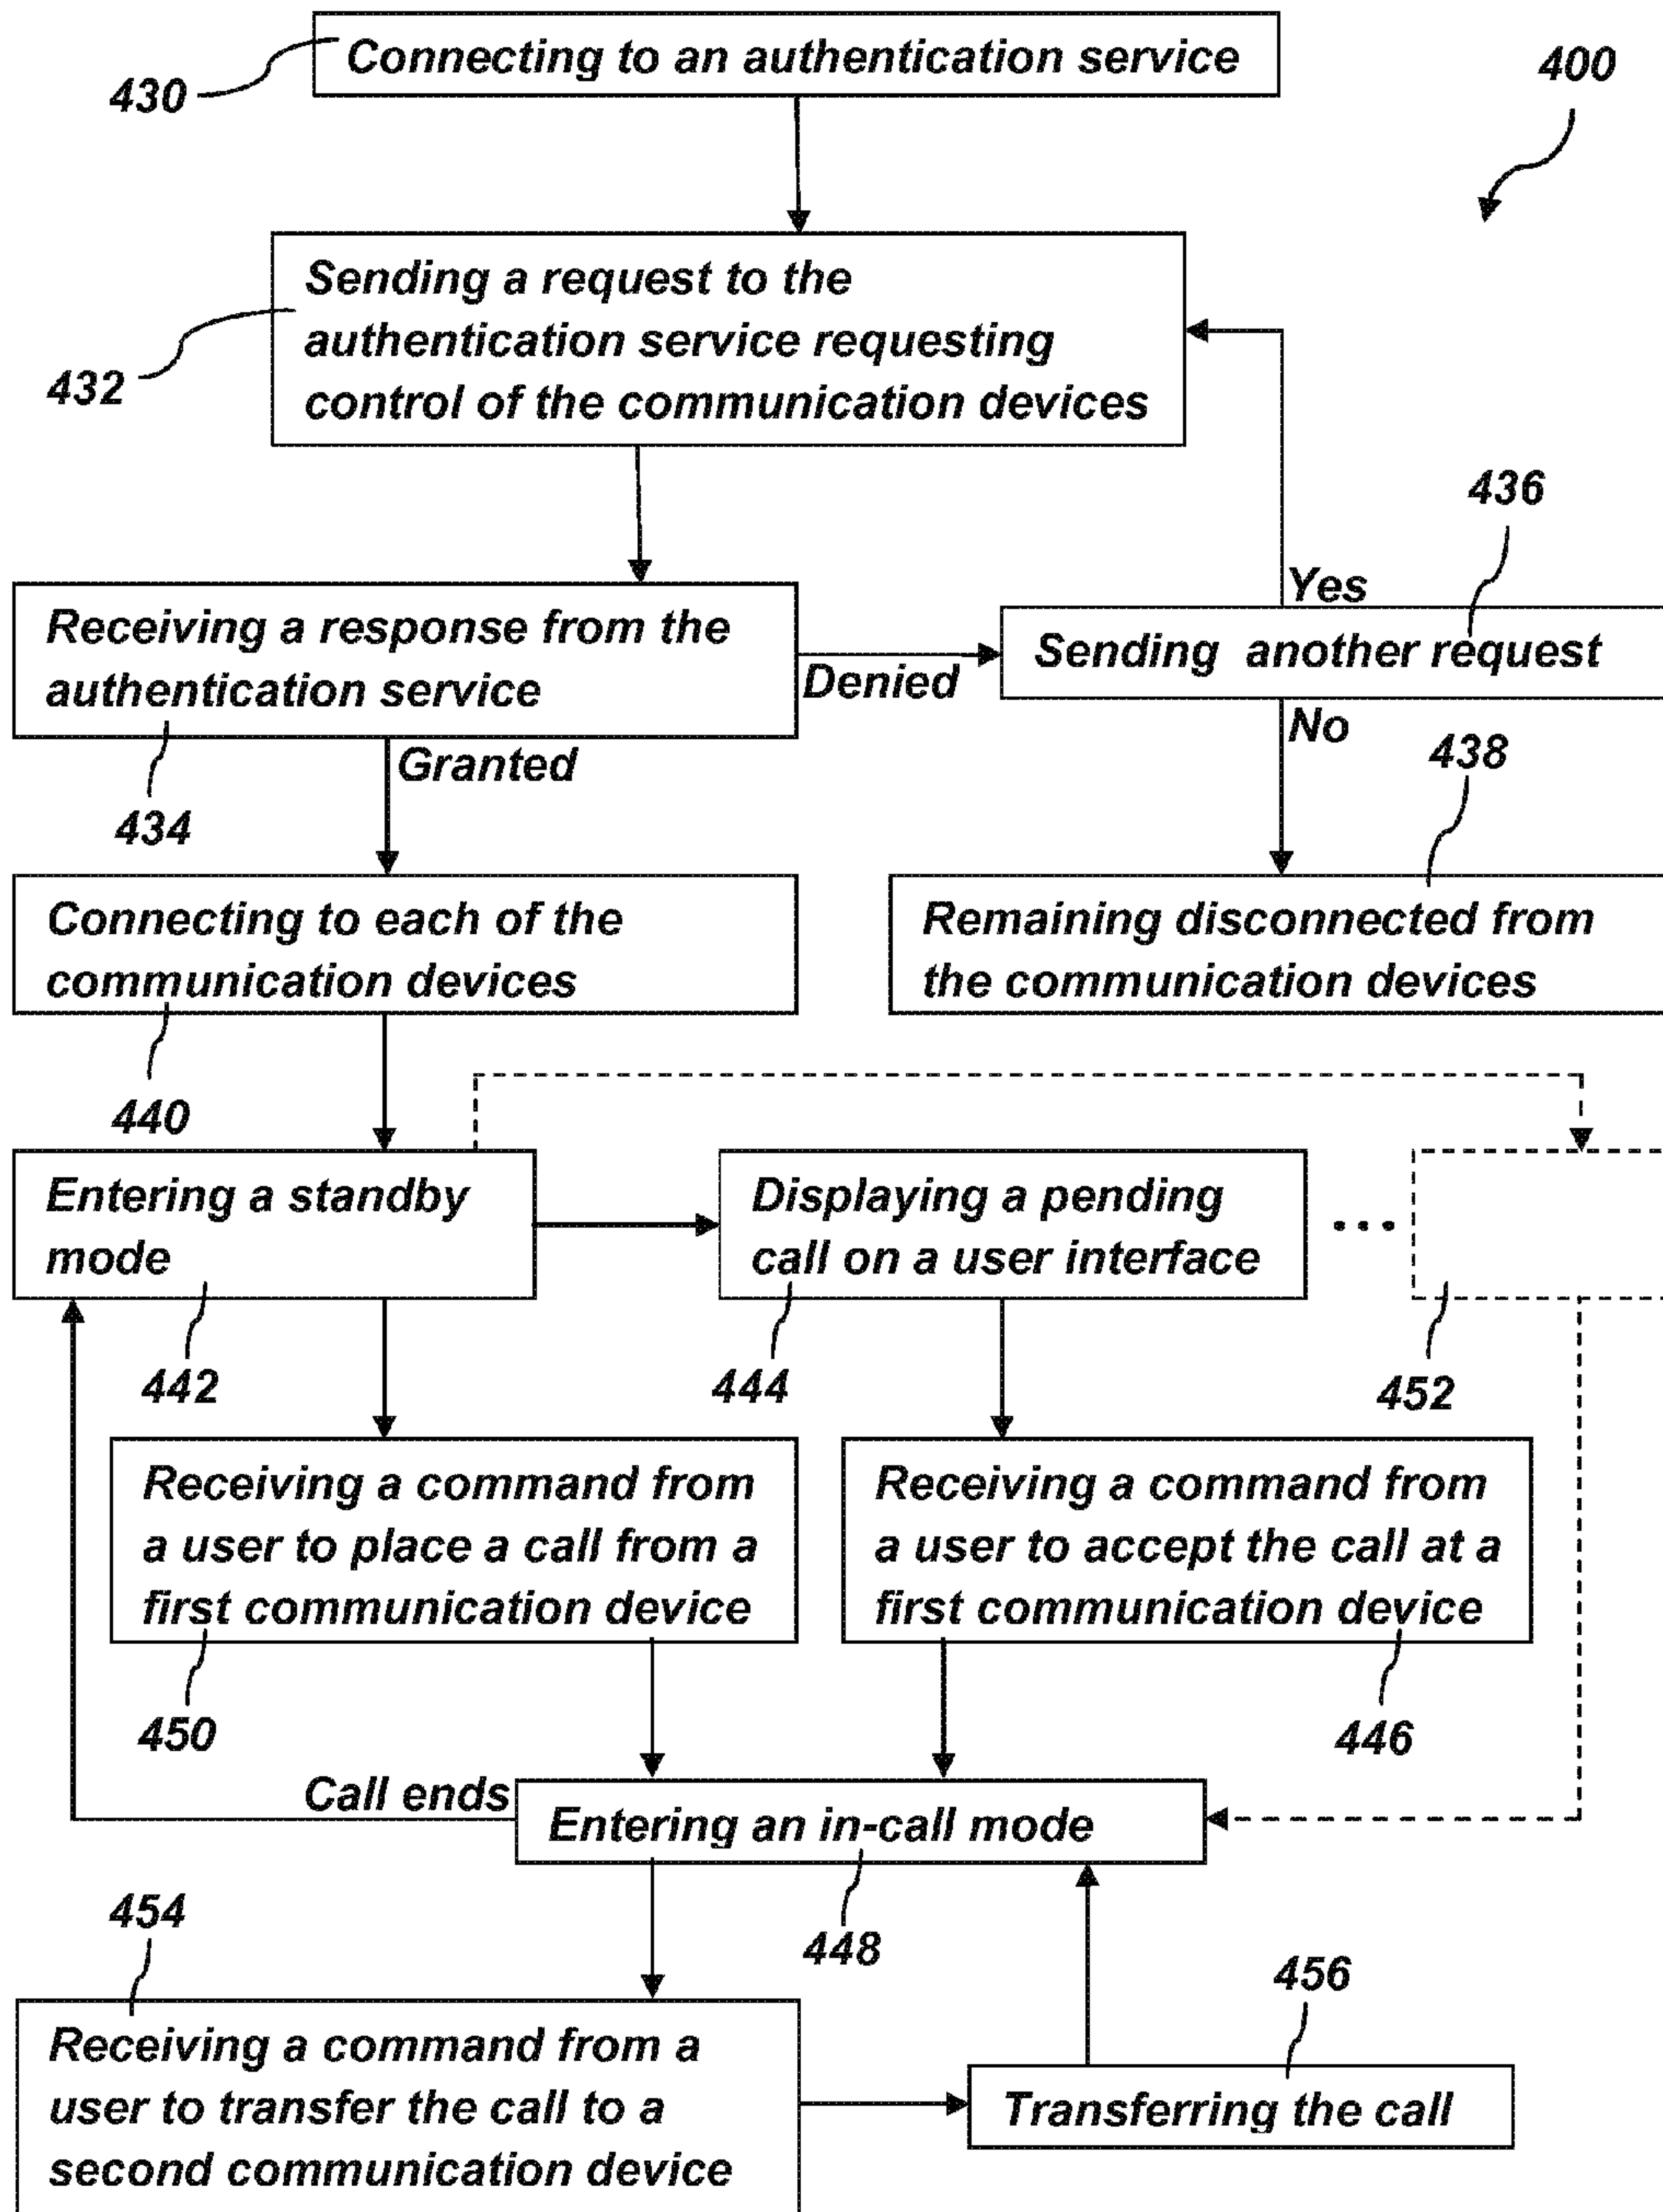 Connecting to an authentication service
430
400
Sending a request to the
authentication service requesting
control of the communication devices
432
436
Yes
Receiving a response from the
authentication service
Denied
Sending another request
No
Granted
434
438
Connecting to each of the
communication devices
Remaining disconnected from
the communication devices
440
Entering a standby
mode
Displaying a pending
call on a user interface
...
442
444
452
Receiving a command from
a user to place a call from a
first communication device
Receiving a command from
a user to accept the call at a
first communication device
450
446
Call ends
Entering an in-call mode
454
448
456
Receiving a command from a
user to transfer the call to a
second communication device
Transferring the call